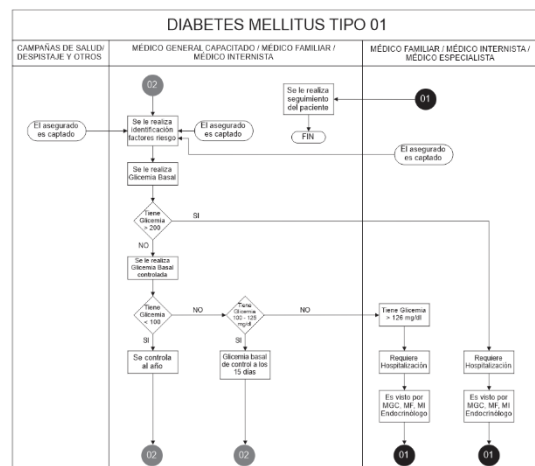 DIABETES MELLITUS TIPO 01
CAMPAÑAS DE SALUD/
DESPISTAJE Y OTROS
MÉDICO GENERAL CAPACITADO / MÉDICO FAMILIAR /
MÉDICO INTERNISTA
MÉDICO FAMILIAR / MÉDICO INTERNISTA /
MÉDICO ESPECIALISTA
02
Se le realiza
seguimiento
del paciente
01
El asegurado
es captado
Se le realiza
identificación
factores riesgo
El asegurado
es captado
FIN
El asegurado
es captado
Se le realiza
Glicemia Basal
Tiene
Glicemia
> 200
SI
NO
Se le realiza
Glicemia Basal
controlada
Tiene
Glicemia
< 100
NO
Tiene
Glicemia
100 - 126
mg/dl
NO
Tiene Glicemia
> 126 mg/dl
SI
SI
Se controla
al año
Glicemia basal
de control a los
15 días
Requiere
Hospitalización
Requiere
Hospitalización
Es visto por
MGC, MF, MI
Endocrinólogo
Es visto por
MGC, MF, MI
Endocrinólogo
02
02
01
01